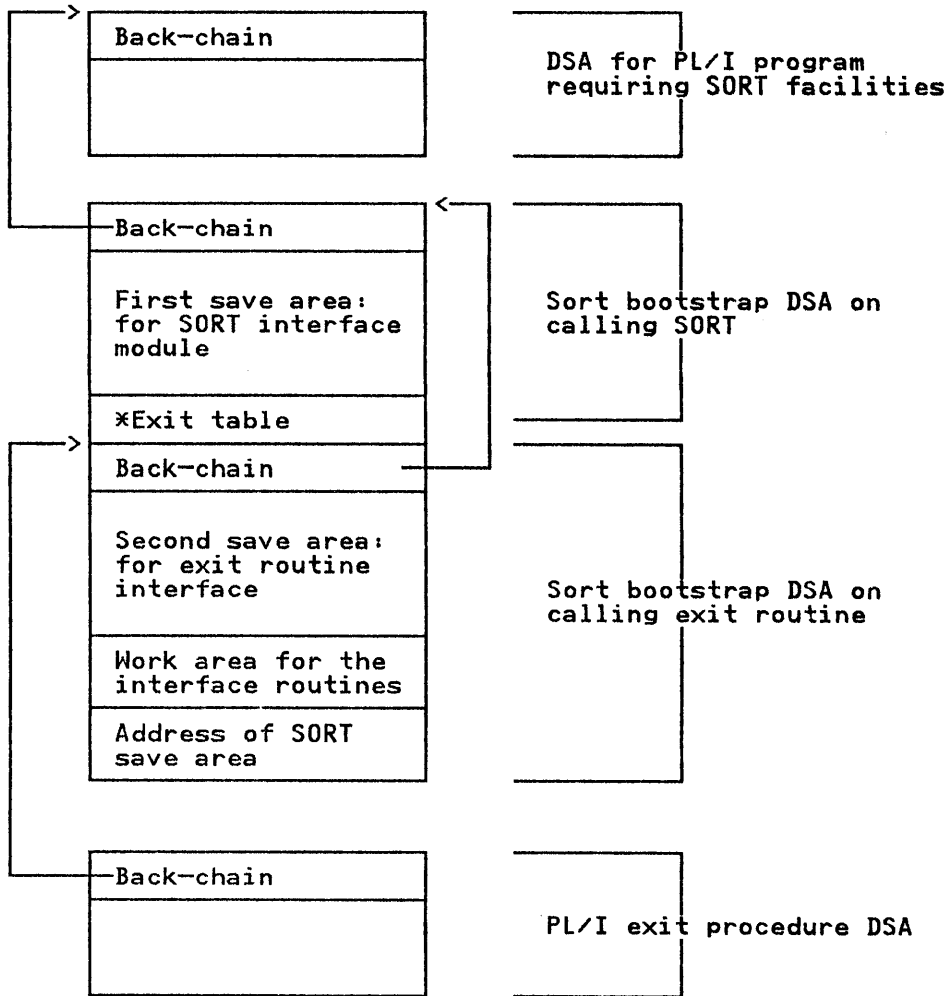 Back-chain
DSA for PL/I program
requiring SORT facilities
Back-chain
First save area:
for SORT interface
module
Sort bootstrap DSA on
calling SORT
*Exit table
Back-chain
Second save area:
for exit routine
interface
Sort bootstrap DSA on
calling exit routine
Work area for the
interface routines
Address of SORT
save area
Back-chain
PL/I exit procedure DSA